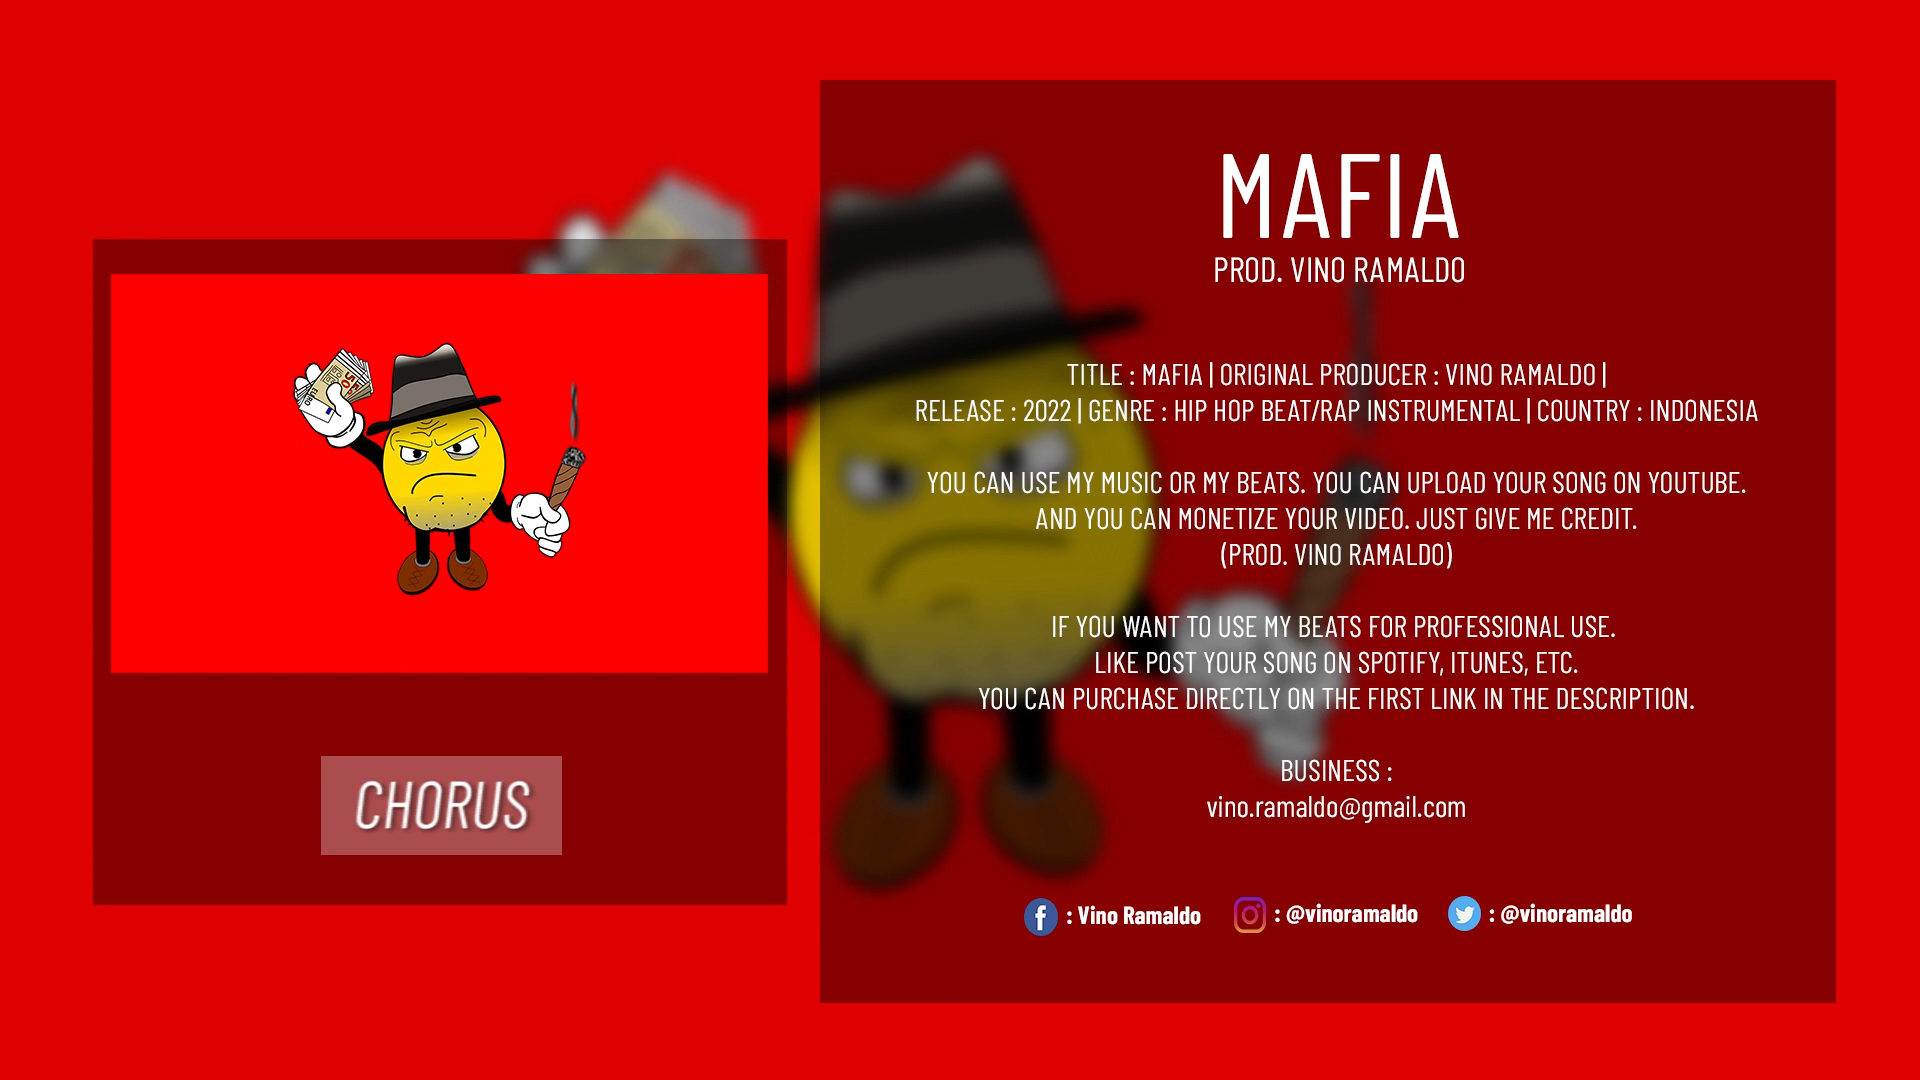 MAFIA
PROD. VINO RAMALDO
TITLE : MAFIA | ORIGINAL PRODUCER : VINO RAMALDO |
RELEASE : 2022 | GENRE : HIP HOP BEAT/RAP INSTRUMENTAL | COUNTRY : INDONESIA
YOU CAN USE MY MUSIC OR MY BEATS. YOU CAN UPLOAD YOUR SONG ON YOUTUBE.
AND YOU CAN MONETIZE YOUR VIDEO. JUST GIVE ME CREDIT.
(PROD. VINO RAMALDO)
IF YOU WANT TO USE MY BEATS FOR PROFESSIONAL USE.
LIKE POST YOUR SONG ON SPOTIFY, ITUNES, ETC.
YOU CAN PURCHASE DIRECTLY ON THE FIRST LINK IN THE DESCRIPTION.
BUSINESS :
vino.ramaldo@gmail.com
: Vino Ramaldo
: @vinoramaldo
: @vinoramaldo
CHORUS